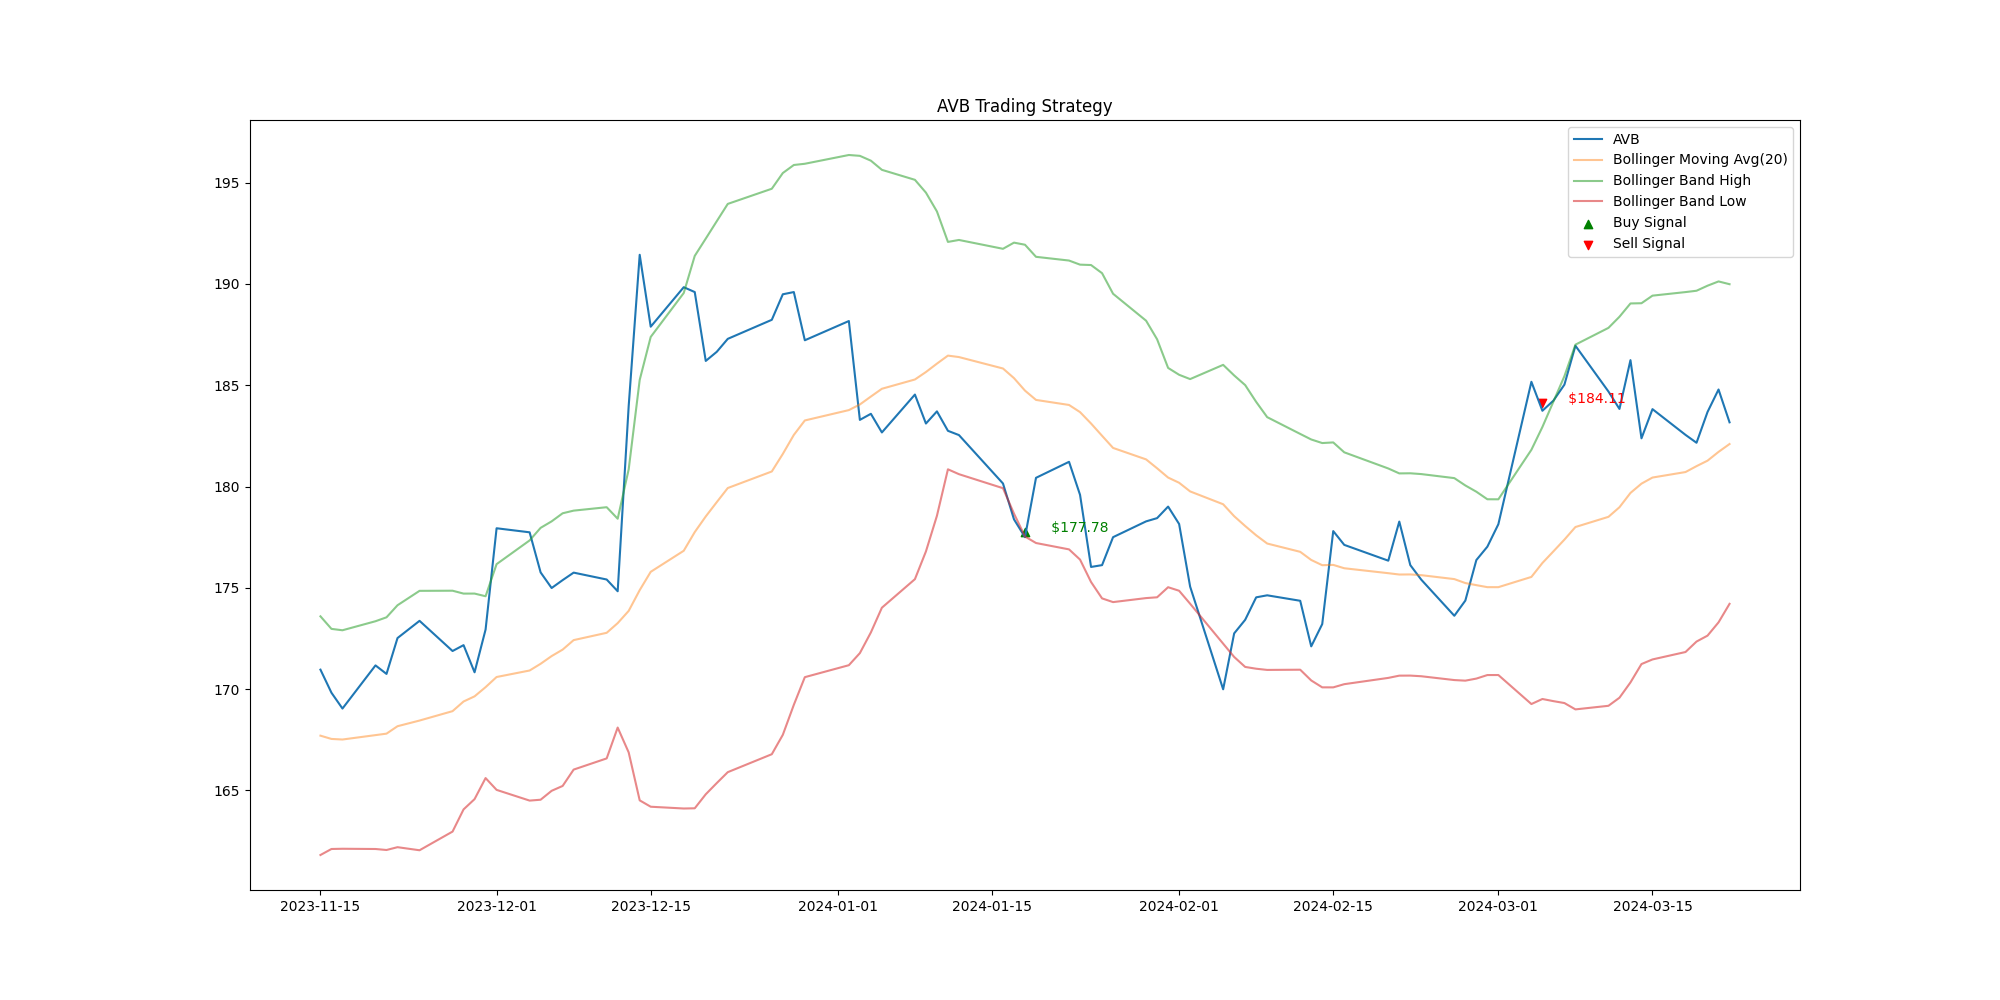 AVB Trading Strategy
AVB
Bollinger Moving Avg(20)
Bollinger Band High
Bollinger Band Low
Buy Signal
Sell Signal
195
190
185
180
175
170
165
$184.11
$177.78
2023-11-15
2023-12-01
2023-12-15
2024-01-01
2024-01-15
2024-02-01
2024-02-15
2024-03-01
2024-03-15